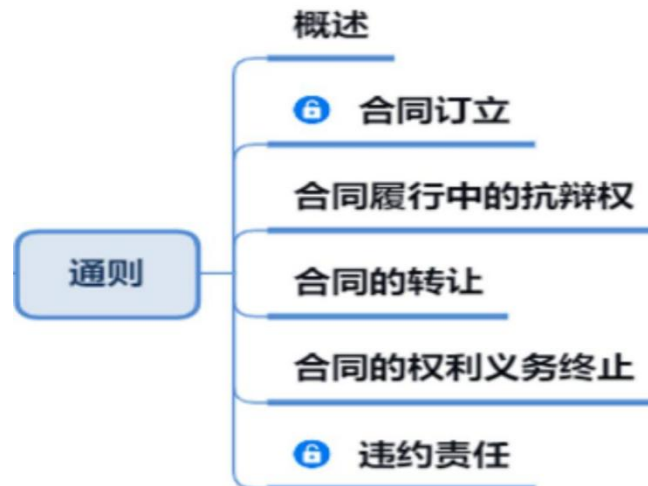 概述
合同订立
合同履行中的抗辩权
通则
合同的转让
合同的权利义务终止
违约责任